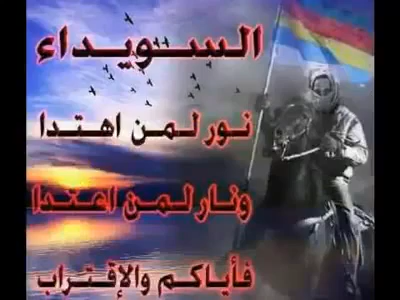 السويداء
نور لمن اهتدا
ونار لمن اعتدا
فأياكم والإقتراب